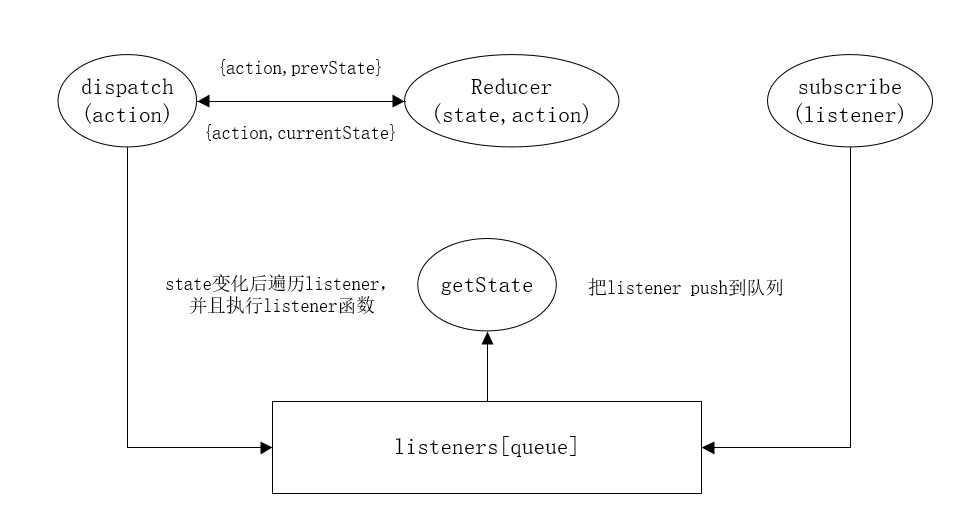 {action,prevState}
dispatch
(action)
Reducer
(state,action)
subscribe
(listener)
{action,currentState}
state变化后遍历listener,
并且执行listener函数
getState
把listener push到队列
listeners[queue]